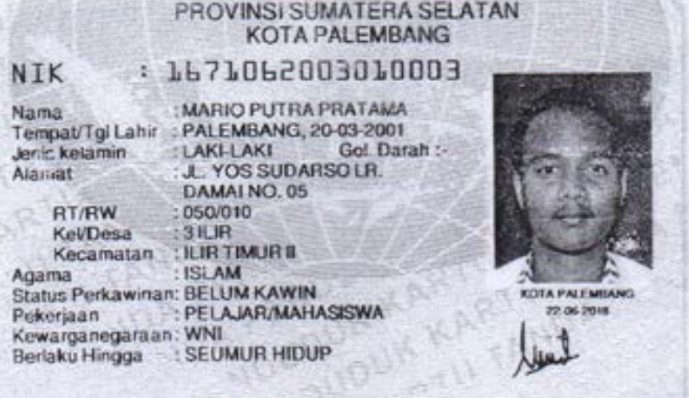 PROVINSI SUMATERA SELATAN
KOTA PALEMBANG
NIK : 1671062003010003
Nama : MARIO PUTRA PRATAMA
Tempat/Tgl Lahir : PALEMBANG, 20-03-2001
Jenis kelamin : LAKI-LAKI Gol. Darah :-
Alamat : JL. YOS SUDARSO LR.
DAMAI NO. 05
RT/RW : 050/010
Kel/Desa : 3 ILIR
Kecamatan : ILIR TIMUR II
Agama : ISLAM
Status Perkawinan: BELUM KAWIN
Pekerjaan : PELAJAR/MAHASISWA
Kewarganegaraan: WNI
Berlaku Hingga : SEUMUR HIDUP
KOTA PALEMBANG
22-06-2018